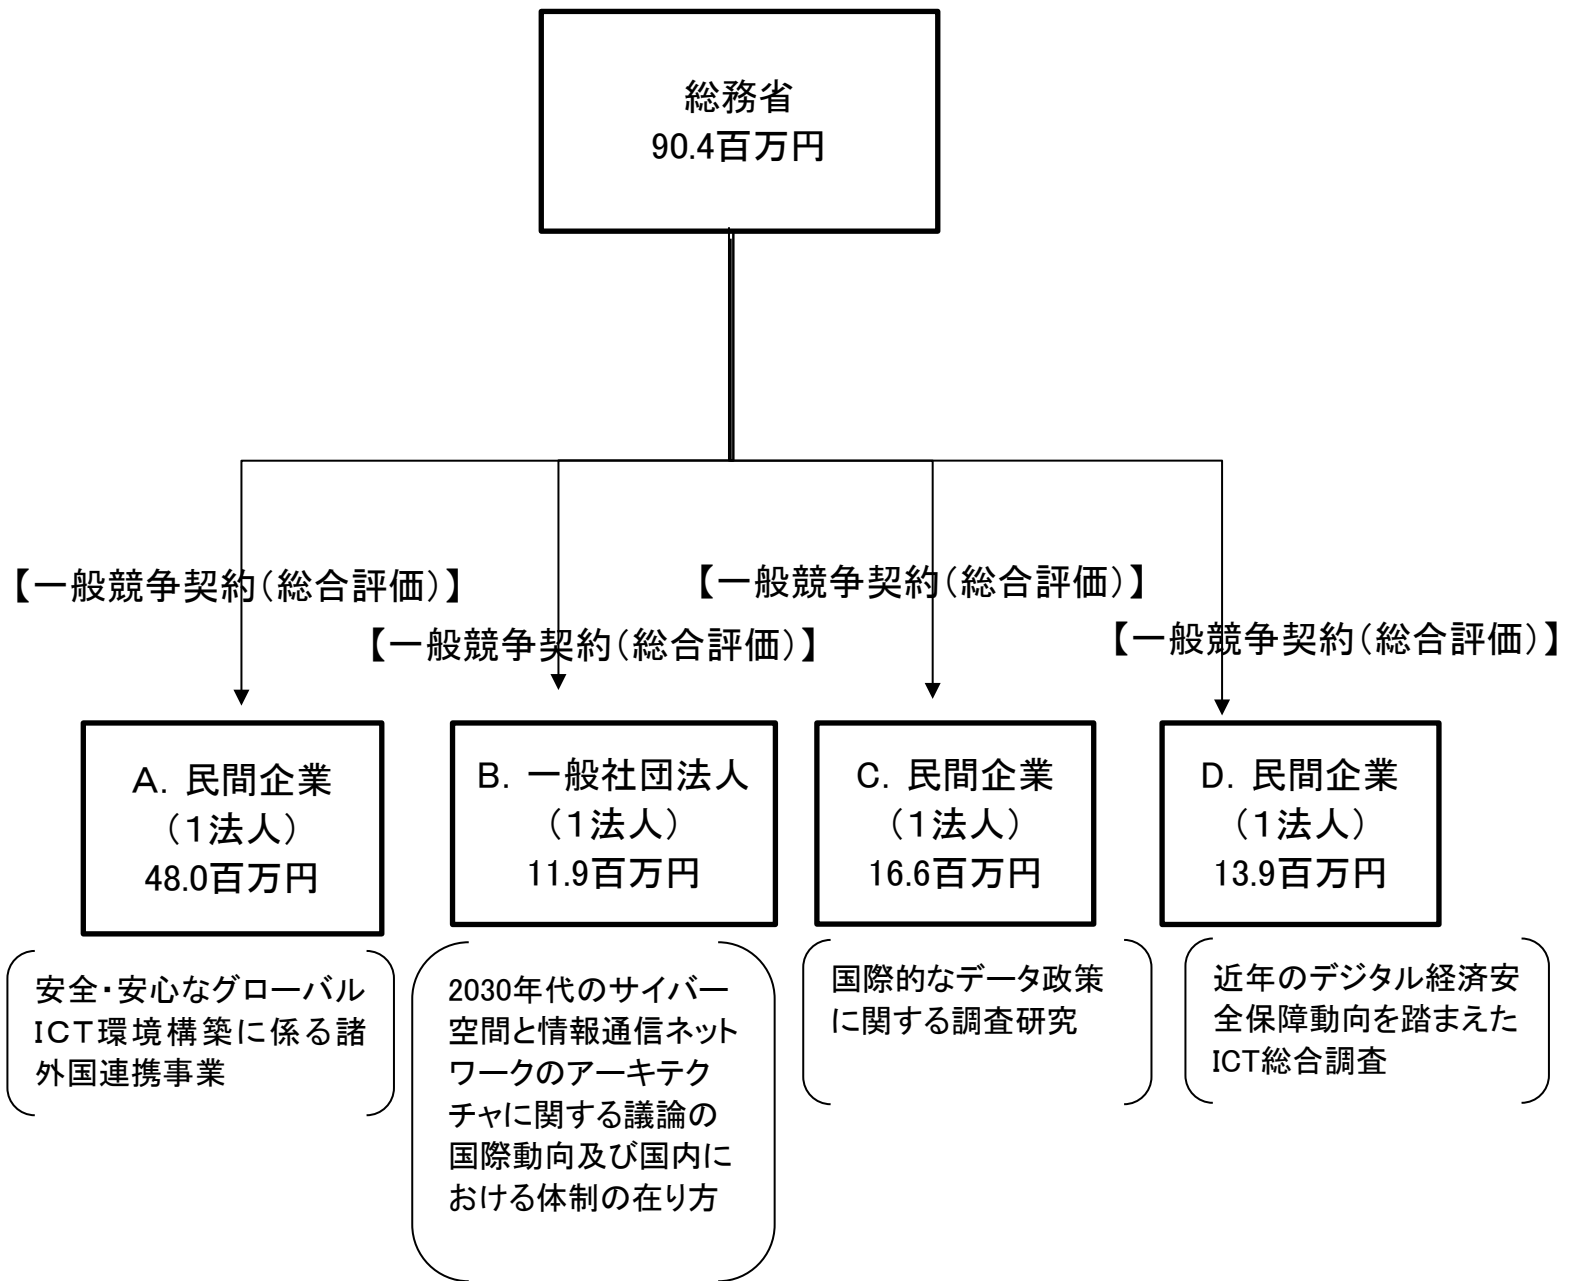 総務省
90.4百万円
【一般競争契約（総合評価）】
【一般競争契約（総合評価）】
【一般競争契約（総合評価）】
【一般競争契約（総合評価）】
A．民間企業
（１法人）
48.0百万円
B．一般社団法人
（１法人）
11.9百万円
C．民間企業
（１法人）
16.6百万円
D．民間企業
（１法人）
13.9百万円
安全・安心なグローバル
ICT環境構築に係る諸
外国連携事業
2030年代のサイバー
空間と情報通信ネット
ワークのアーキテク
チャに関する議論の
国際動向及び国内に
おける体制の在り方
国際的なデータ政策
に関する調査研究
近年のデジタル経済安
全保障動向を踏まえた
ICT総合調査